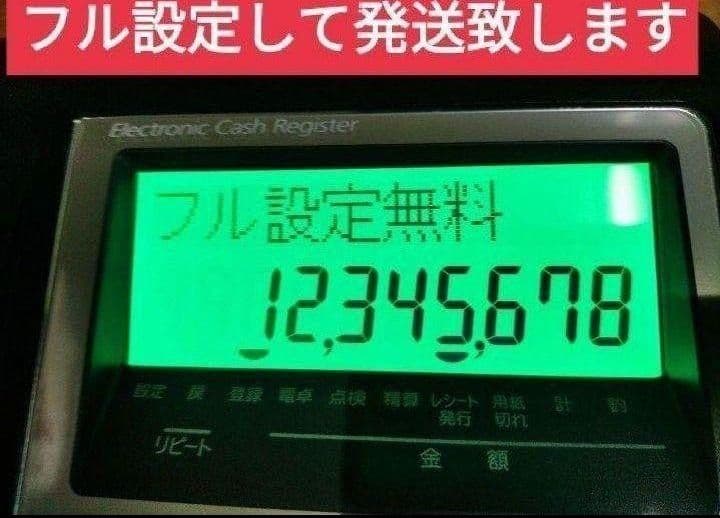 フル設定して発送致します
Electronic Cash Register
フル設定無料
12,345,678
設定 戻 登録 電卓 点検 精算 レシート発行 用紙切れ 計 釣
リピート
金額